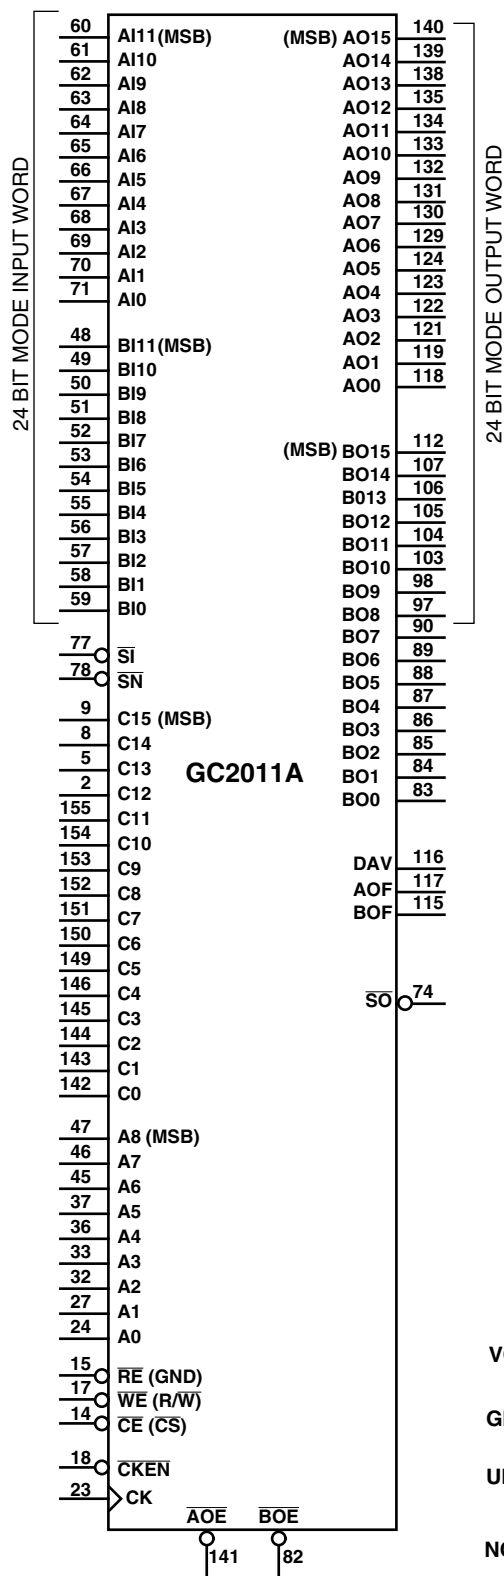 24 BIT MODE INPUT WORD
60 AI11 (MSB)
61 AI10
62 AI9
63 AI8
64 AI7
65 AI6
66 AI5
67 AI4
68 AI3
69 AI2
70 AI1
71 AI0
48 BI11 (MSB)
49 BI10
50 BI9
51 BI8
52 BI7
53 BI6
54 BI5
55 BI4
56 BI3
57 BI2
58 BI1
59 BI0
77 S̅I̅
78 S̅N̅
9 C15 (MSB)
8 C14
5 C13
2 C12
155 C11
154 C10
153 C9
152 C8
151 C7
150 C6
149 C5
146 C4
145 C3
144 C2
143 C1
142 C0
47 A8 (MSB)
46 A7
45 A6
37 A5
36 A4
33 A3
32 A2
27 A1
24 A0
15 R̅E̅ (GND)
17 W̅E̅ (R/W̅)
14 C̅E̅ (C̅S̅)
18 C̅K̅E̅N̅
23 CK
GC2011A
(MSB) AO15 140
AO14 139
AO13 138
AO12 135
AO11 134
AO10 133
AO9 132
AO8 131
AO7 130
AO6 129
AO5 124
AO4 123
AO3 122
AO2 121
AO1 119
AO0 118
(MSB) BO15 112
BO14 107
B013 106
BO12 105
BO11 104
BO10 103
BO9 98
BO8 97
BO7 90
BO6 89
BO5 88
BO4 87
BO3 86
BO2 85
BO1 84
BO0 83
DAV 116
AOF 117
BOF 115
S̅O̅ 74
24 BIT MODE OUTPUT WORD
A̅O̅E̅ B̅O̅E̅
141 82